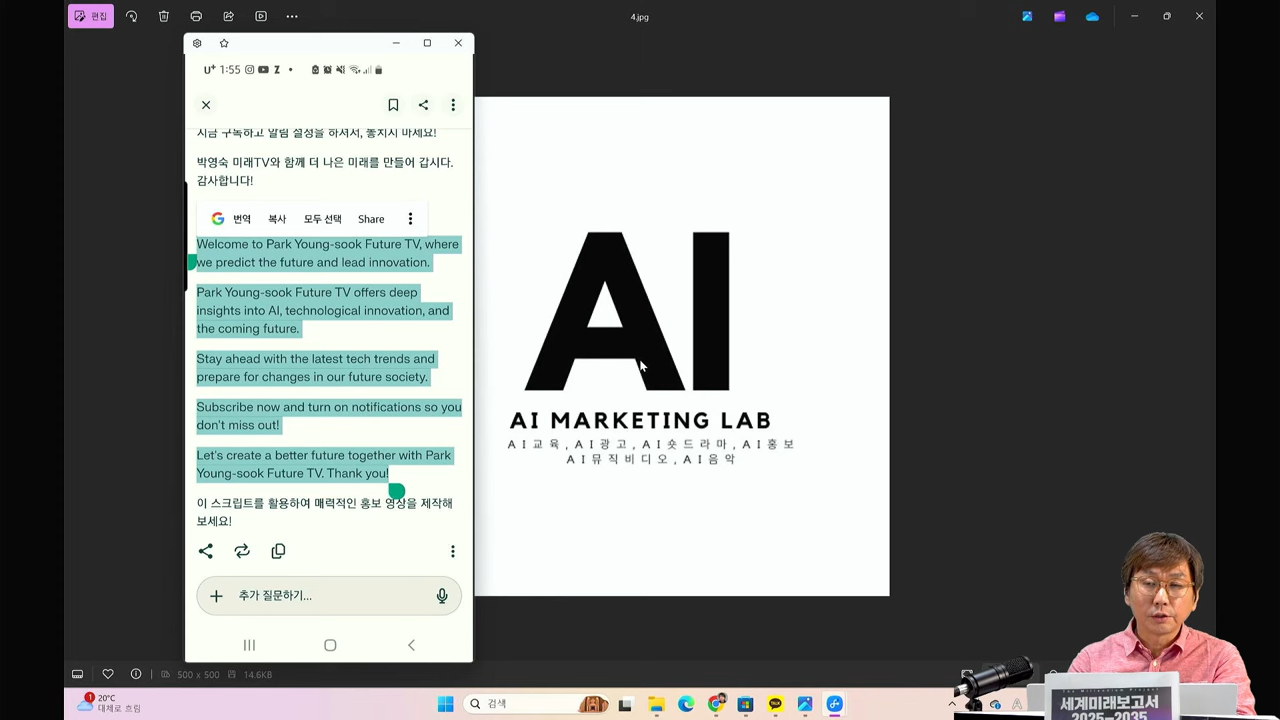 편집
4.jpg
U+ 1:55
지금 구독하고 알림 설정을 하셔서, 놓치지 마세요!
박영숙 미래TV와 함께 더 나은 미래를 만들어 갑시다.
감사합니다!
번역 복사 모두 선택 Share
Welcome to Park Young-sook Future TV, where
we predict the future and lead innovation.
Park Young-sook Future TV offers deep
insights into AI, technological innovation, and
the coming future.
Stay ahead with the latest tech trends and
prepare for changes in our future society.
Subscribe now and turn on notifications so you
don't miss out!
Let's create a better future together with Park
Young-sook Future TV. Thank you!
이 스크립트를 활용하여 매력적인 홍보 영상을 제작해
보세요!
추가 질문하기...
AI
AI MARKETING LAB
AI교육,AI광고,AI숏드라마,AI홍보
AI뮤직비디오,AI음악
500 x 500 14.6KB
1
20°C
대체로 흐림
검색
The Millennium Project
세계미래보고서
2025-2035